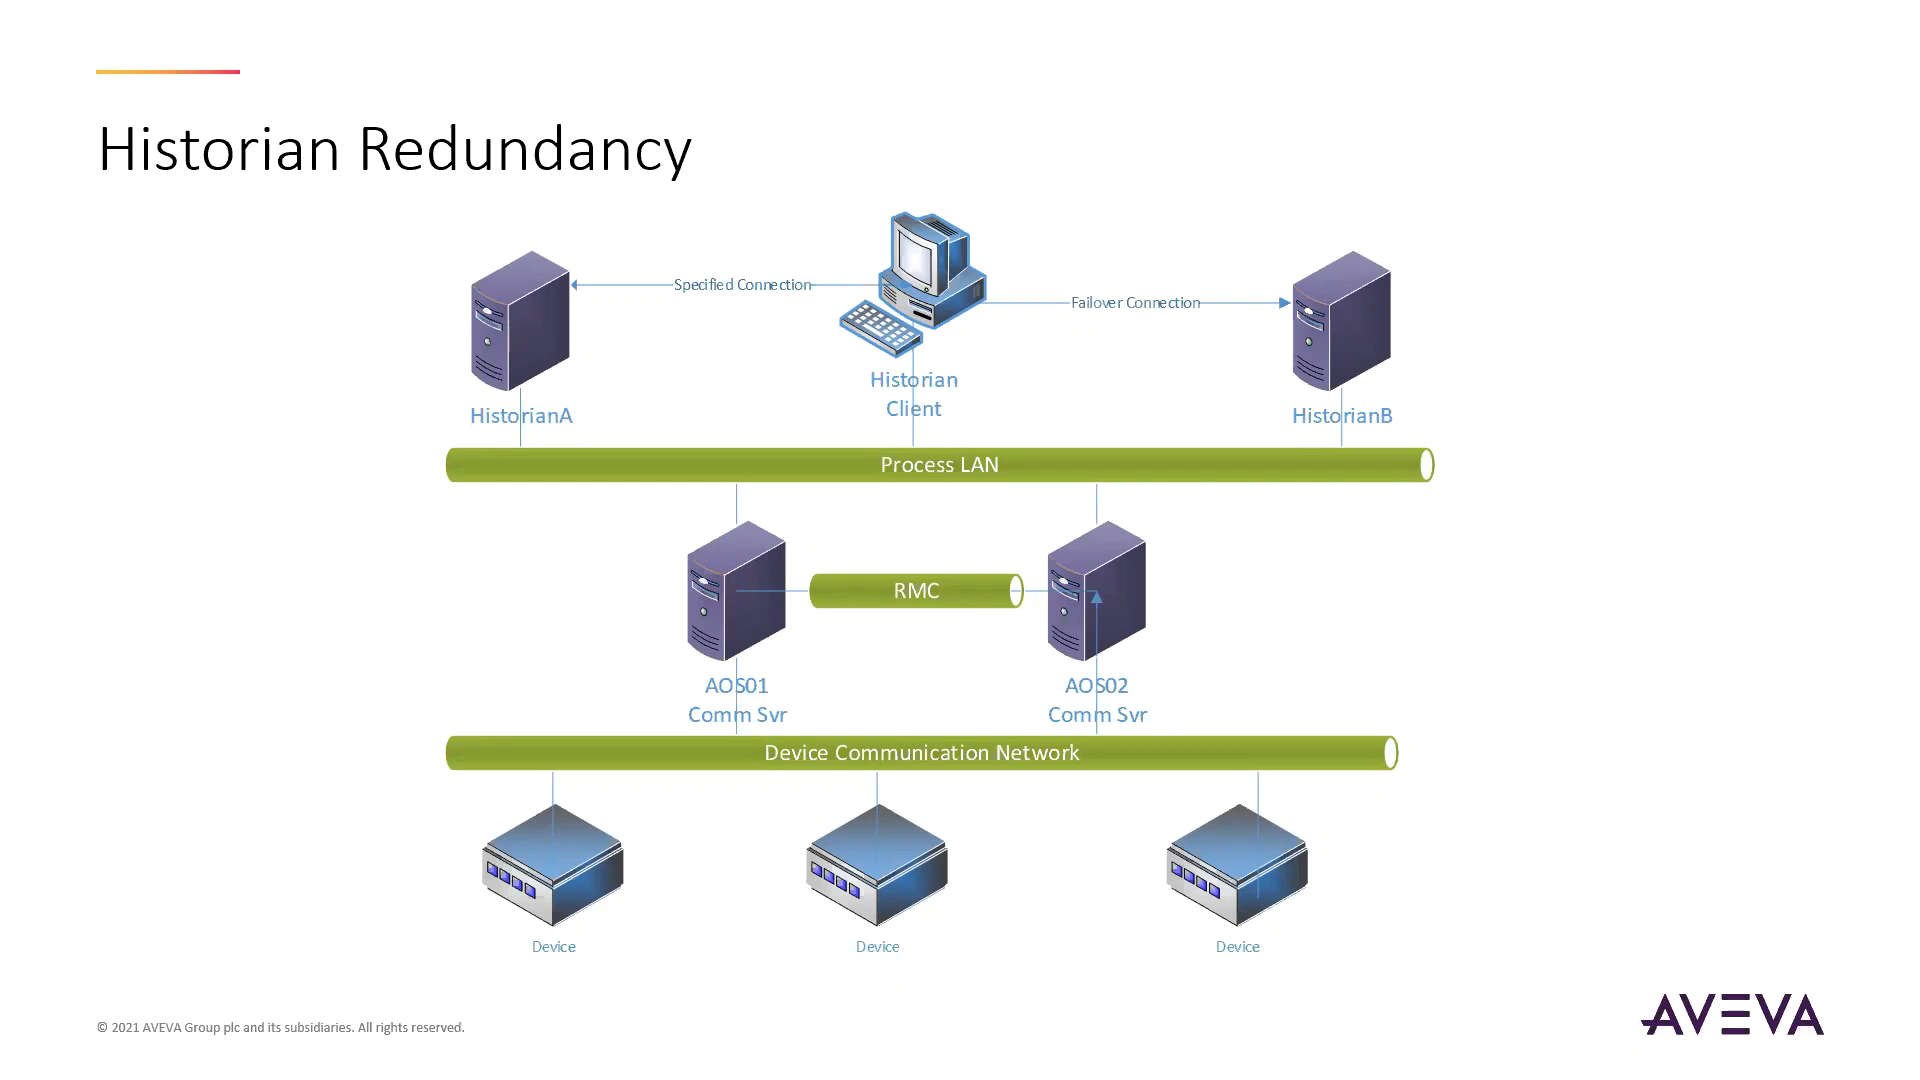 Historian Redundancy
Specified Connection
Failover Connection
Historian
Client
HistorianA
HistorianB
Process LAN
RMC
AOS01
Comm Svr
AOS02
Comm Svr
Device Communication Network
Device
Device
Device
© 2021 AVEVA Group plc and its subsidiaries. All rights reserved.
AVEVA